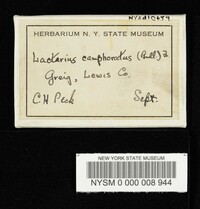 HERBARIUM N. Y. STATE MUSEUM
Lactarius camphoratus (Bull)
Greig, Lewis Co.
C H Peck Sept.
NEW YORK STATE MUSEUM
NYSM 0 000 008 944